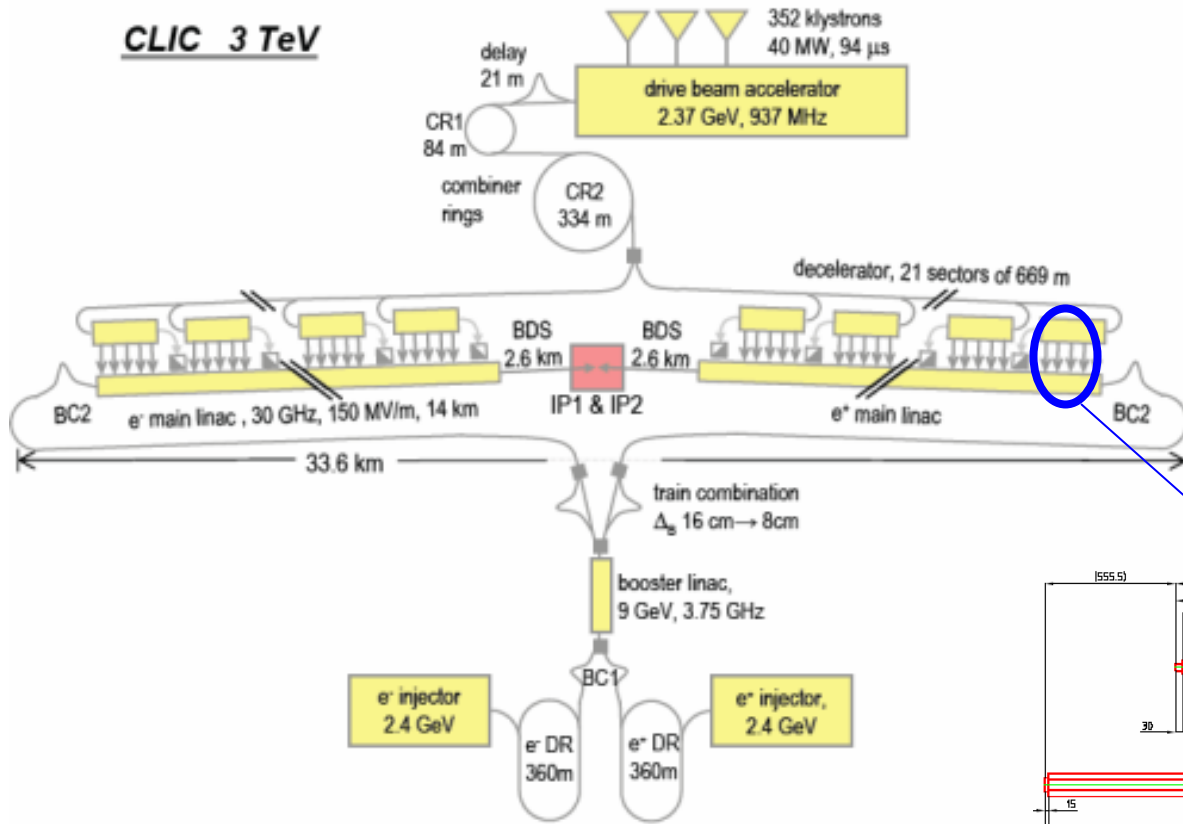 CLIC 3 TeV
352 klystrons
40 MW, 94 μs
delay
21 m
drive beam accelerator
2.37 GeV, 937 MHz
CR1
84 m
combiner
rings
CR2
334 m
decelerator, 21 sectors of 669 m
BDS
2.6 km
BDS
2.6 km
IP1 & IP2
BC2
e⁻ main linac , 30 GHz, 150 MV/m, 14 km
e⁺ main linac
BC2
33.6 km
train combination
Δ_B 16 cm→ 8cm
booster linac,
9 GeV, 3.75 GHz
BC1
e⁻ injector
2.4 GeV
e⁺ injector,
2.4 GeV
e⁻ DR
360m
e⁺ DR
360m
(555.5)
30
15